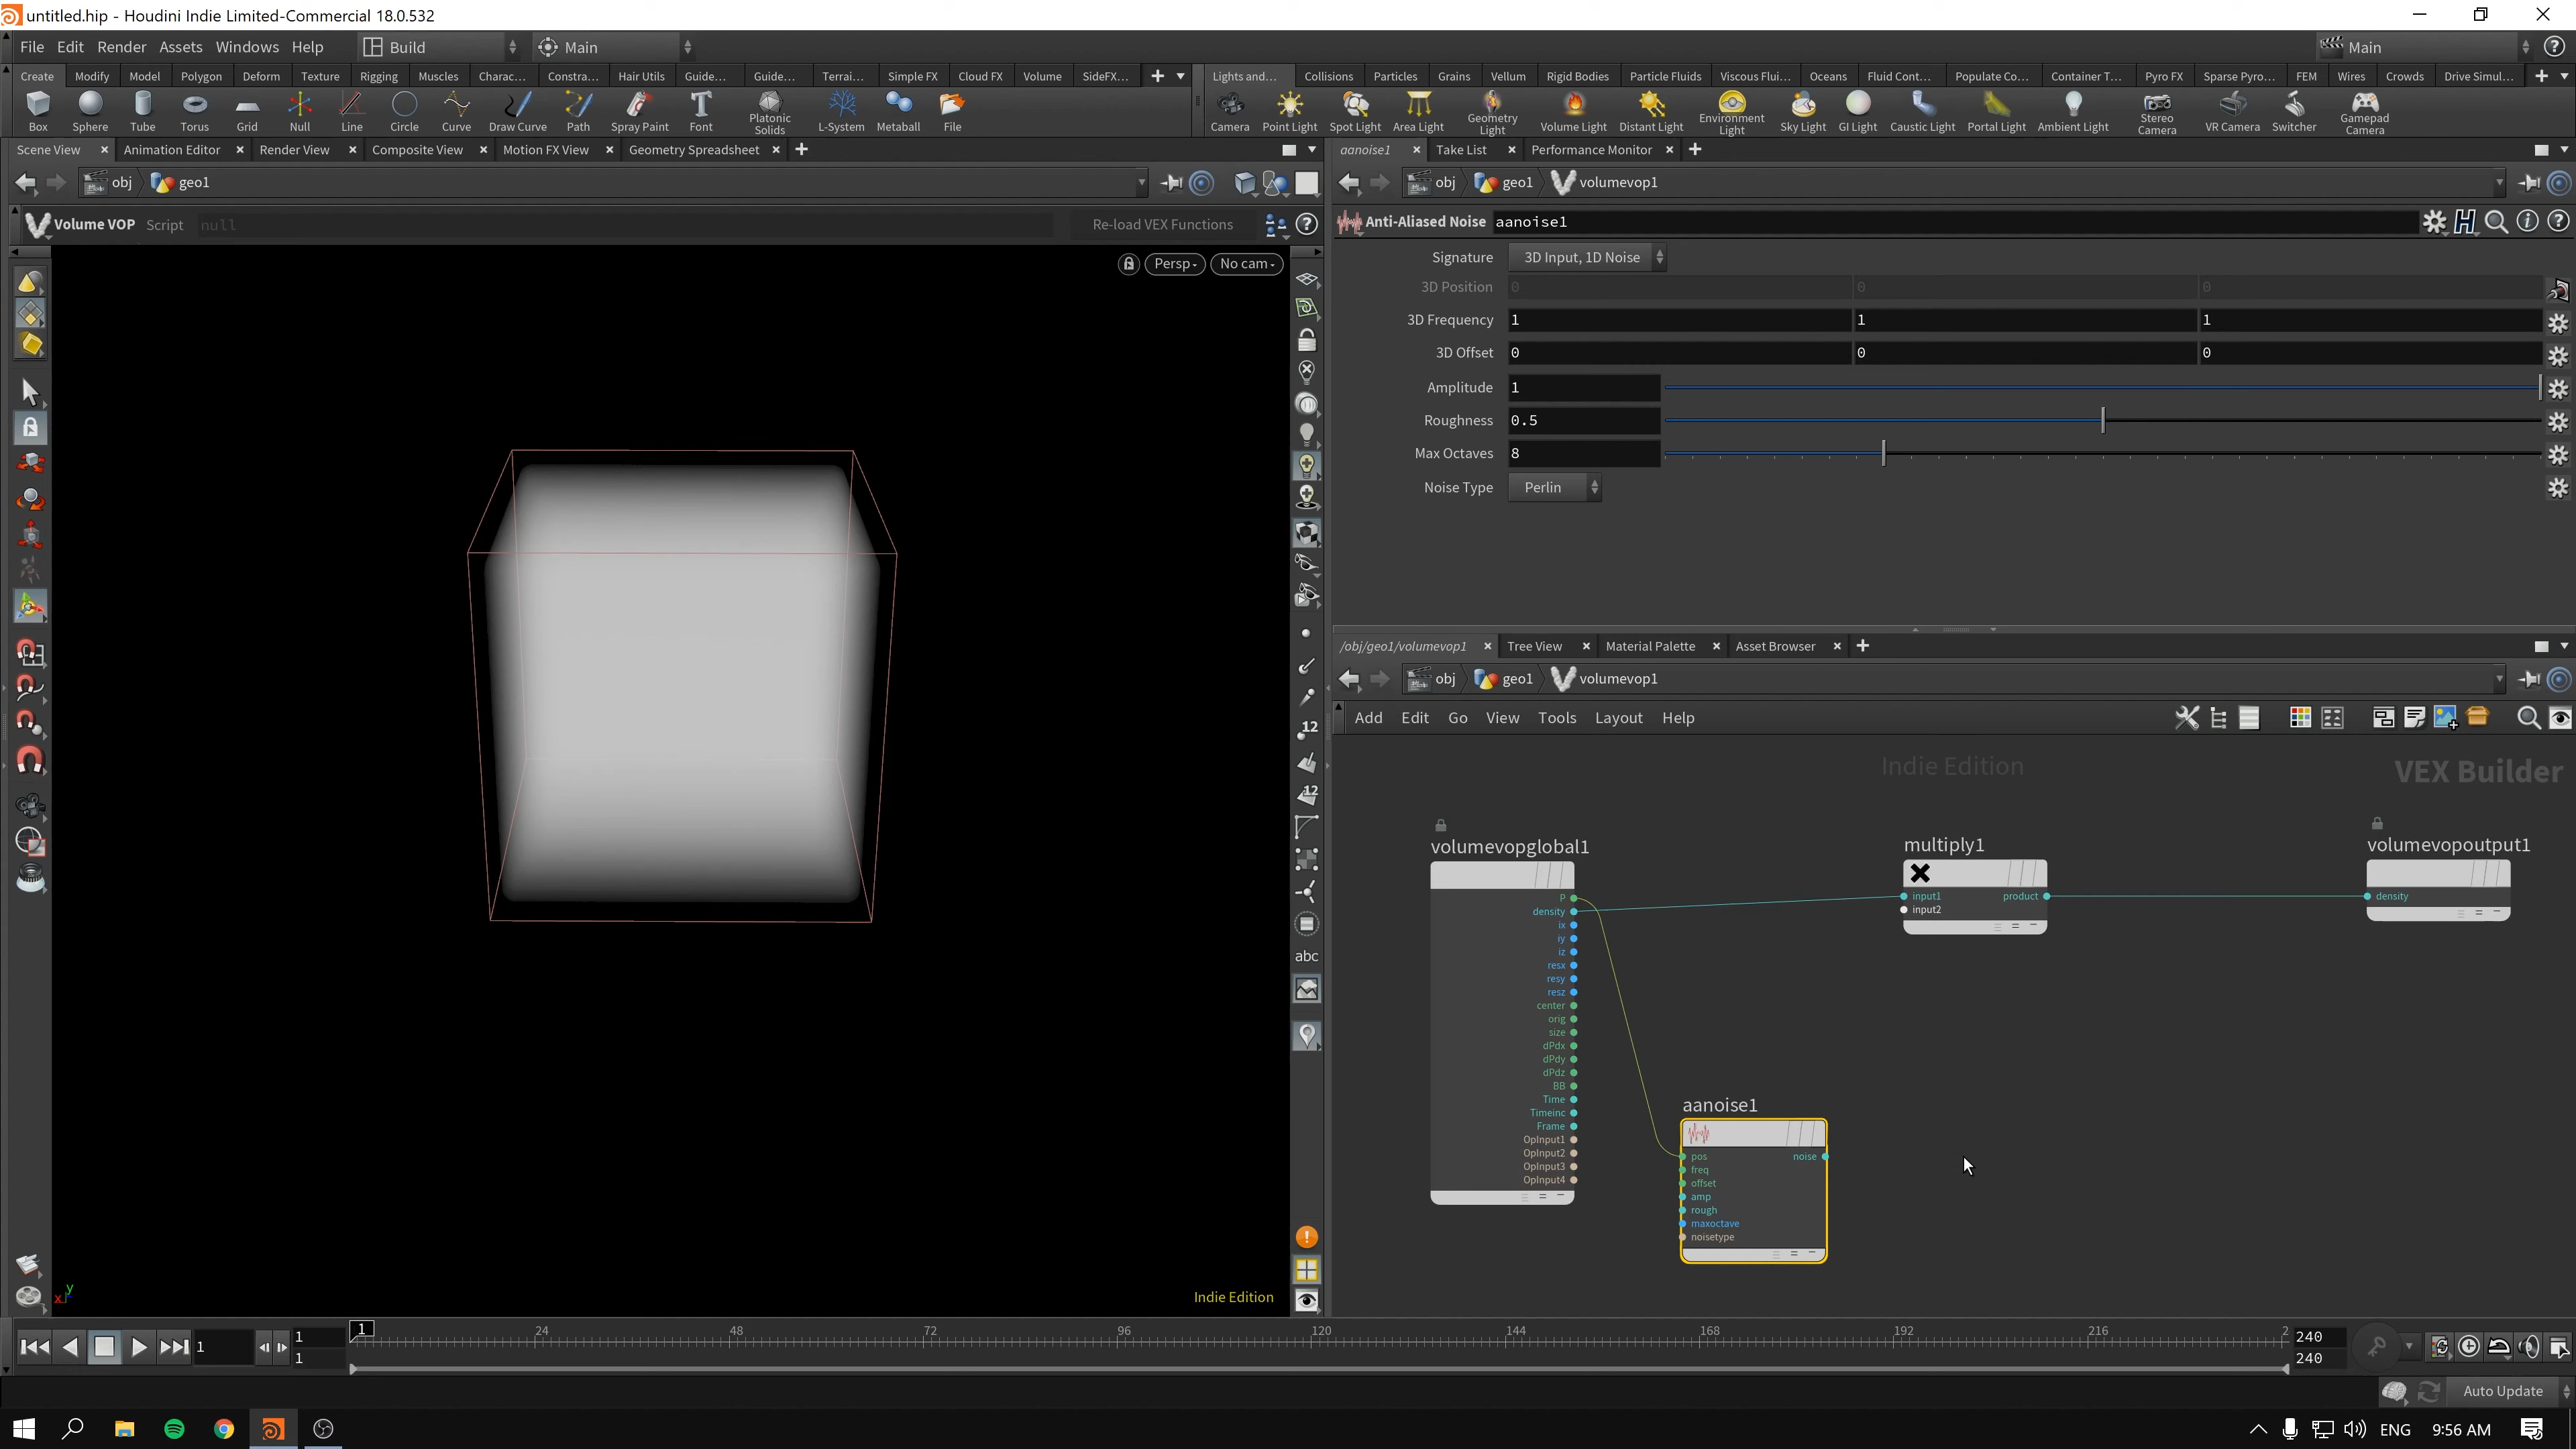 untitled.hip - Houdini Indie Limited-Commercial 18.0.532
File Edit Render Assets Windows Help Build Main Main
Create Modify Model Polygon Deform Texture Rigging Muscles Charac... Constra... Hair Utils Guide... Guide... Terrai... Simple FX Cloud FX Volume SideFX... Lights and... Collisions Particles Grains Vellum Rigid Bodies Particle Fluids Viscous Flui... Oceans Fluid Cont... Populate Co... Container T... Pyro FX Sparse Pyro... FEM Wires Crowds Drive Simul...
Box Sphere Tube Torus Grid Null Line Circle Curve Draw Curve Path Spray Paint Font Platonic Solids L-System Metaball File Camera Point Light Spot Light Area Light Geometry Light Volume Light Distant Light Environment Light Sky Light GI Light Caustic Light Portal Light Ambient Light Stereo Camera VR Camera Switcher Gamepad Camera
Scene View Animation Editor Render View Composite View Motion FX View Geometry Spreadsheet aanoise1 Take List Performance Monitor
obj geo1 obj geo1 volumevop1
Volume VOP Script null Re-load VEX Functions
Anti-Aliased Noise aanoise1
Persp No cam
Signature 3D Input, 1D Noise
3D Position 0 0 0
3D Frequency 1 1 1
3D Offset 0 0 0
Amplitude 1
Roughness 0.5
Max Octaves 8
Noise Type Perlin
/obj/geo1/volumevop1 Tree View Material Palette Asset Browser
obj geo1 volumevop1
Add Edit Go View Tools Layout Help
Indie Edition VEX Builder
volumevopglobal1
P
density
ix
iy
iz
resx
resy
resz
center
orig
size
dPdx
dPdy
dPdz
BB
Time
Timeinc
Frame
OpInput1
OpInput2
OpInput3
OpInput4
multiply1
input1 product
input2
volumevopoutput1
density
aanoise1
pos noise
freq
offset
amp
rough
maxoctave
noisetype
12
12
abc
x y
Indie Edition
1 1 1 1 24 48 72 96 120 144 168 192 216 2 240
240
Auto Update
ENG 9:56 AM